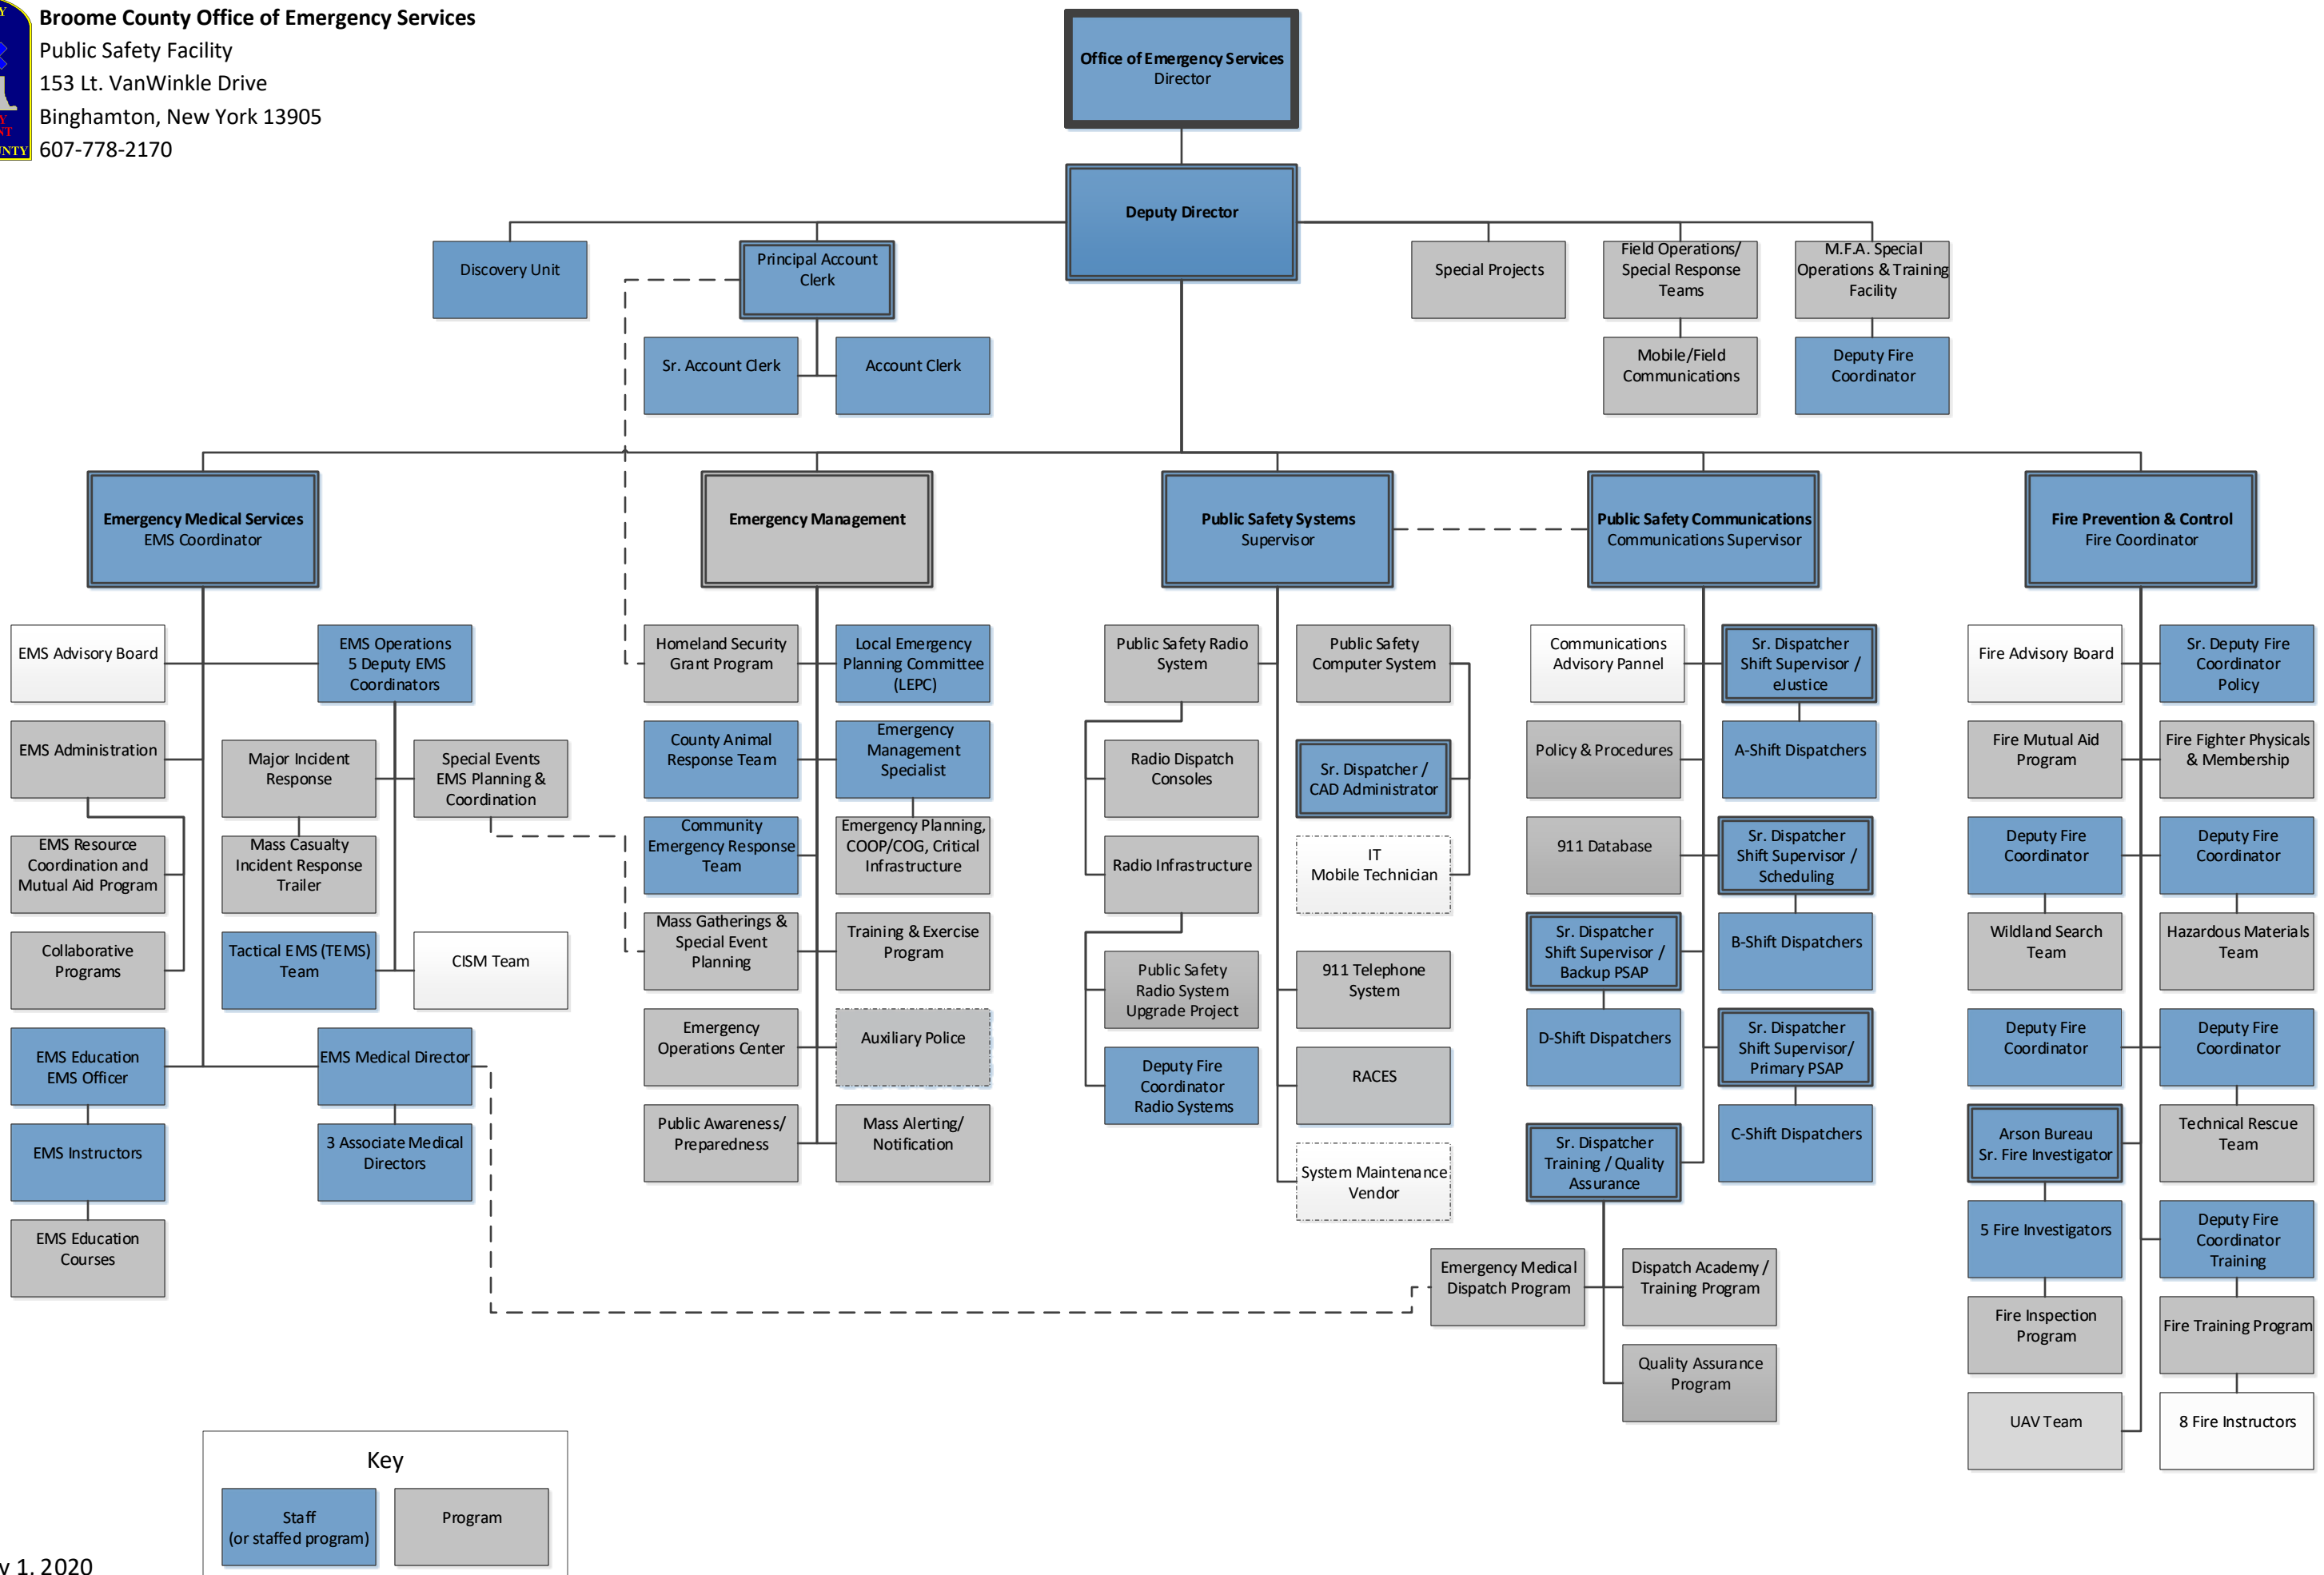 Broome County Office of Emergency Services
Public Safety Facility
153 Lt. VanWinkle Drive
Binghamton, New York 13905
607-778-2170
Office of Emergency Services
Director
Deputy Director
Discovery Unit
Principal Account
Clerk
Special Projects
Field Operations/
Special Response
Teams
M.F.A. Special
Operations & Training
Facility
Sr. Account Clerk
Account Clerk
Mobile/Field
Communications
Deputy Fire
Coordinator
Emergency Medical Services
EMS Coordinator
Emergency Management
Public Safety Systems
Supervisor
Public Safety Communications
Communications Supervisor
Fire Prevention & Control
Fire Coordinator
EMS Advisory Board
EMS Operations
5 Deputy EMS
Coordinators
EMS Administration
Major Incident
Response
Special Events
EMS Planning &
Coordination
EMS Resource
Coordination and
Mutual Aid Program
Mass Casualty
Incident Response
Trailer
Collaborative
Programs
Tactical EMS (TEMS)
Team
CISM Team
EMS Education
EMS Officer
EMS Medical Director
EMS Instructors
3 Associate Medical
Directors
EMS Education
Courses
Homeland Security
Grant Program
Local Emergency
Planning Committee
(LEPC)
County Animal
Response Team
Emergency
Management
Specialist
Community
Emergency Response
Team
Emergency Planning,
COOP/COG, Critical
Infrastructure
Mass Gatherings &
Special Event
Planning
Training & Exercise
Program
Emergency
Operations Center
Auxiliary Police
Public Awareness/
Preparedness
Mass Alerting/
Notification
Public Safety Radio
System
Public Safety
Computer System
Radio Dispatch
Consoles
Sr. Dispatcher /
CAD Administrator
Radio Infrastructure
IT
Mobile Technician
Public Safety
Radio System
Upgrade Project
911 Telephone
System
Deputy Fire
Coordinator
Radio Systems
RACES
System Maintenance
Vendor
Communications
Advisory Pannel
Sr. Dispatcher
Shift Supervisor /
eJustice
Policy & Procedures
A-Shift Dispatchers
911 Database
Sr. Dispatcher
Shift Supervisor /
Scheduling
Sr. Dispatcher
Shift Supervisor /
Backup PSAP
B-Shift Dispatchers
D-Shift Dispatchers
Sr. Dispatcher
Shift Supervisor/
Primary PSAP
Sr. Dispatcher
Training / Quality
Assurance
C-Shift Dispatchers
Emergency Medical
Dispatch Program
Dispatch Academy /
Training Program
Quality Assurance
Program
Fire Advisory Board
Sr. Deputy Fire
Coordinator
Policy
Fire Mutual Aid
Program
Fire Fighter Physicals
& Membership
Deputy Fire
Coordinator
Deputy Fire
Coordinator
Wildland Search
Team
Hazardous Materials
Team
Deputy Fire
Coordinator
Deputy Fire
Coordinator
Arson Bureau
Sr. Fire Investigator
Technical Rescue
Team
5 Fire Investigators
Deputy Fire
Coordinator
Training
Fire Inspection
Program
Fire Training Program
UAV Team
8 Fire Instructors
Key
Staff
(or staffed program)
Program
1, 2020